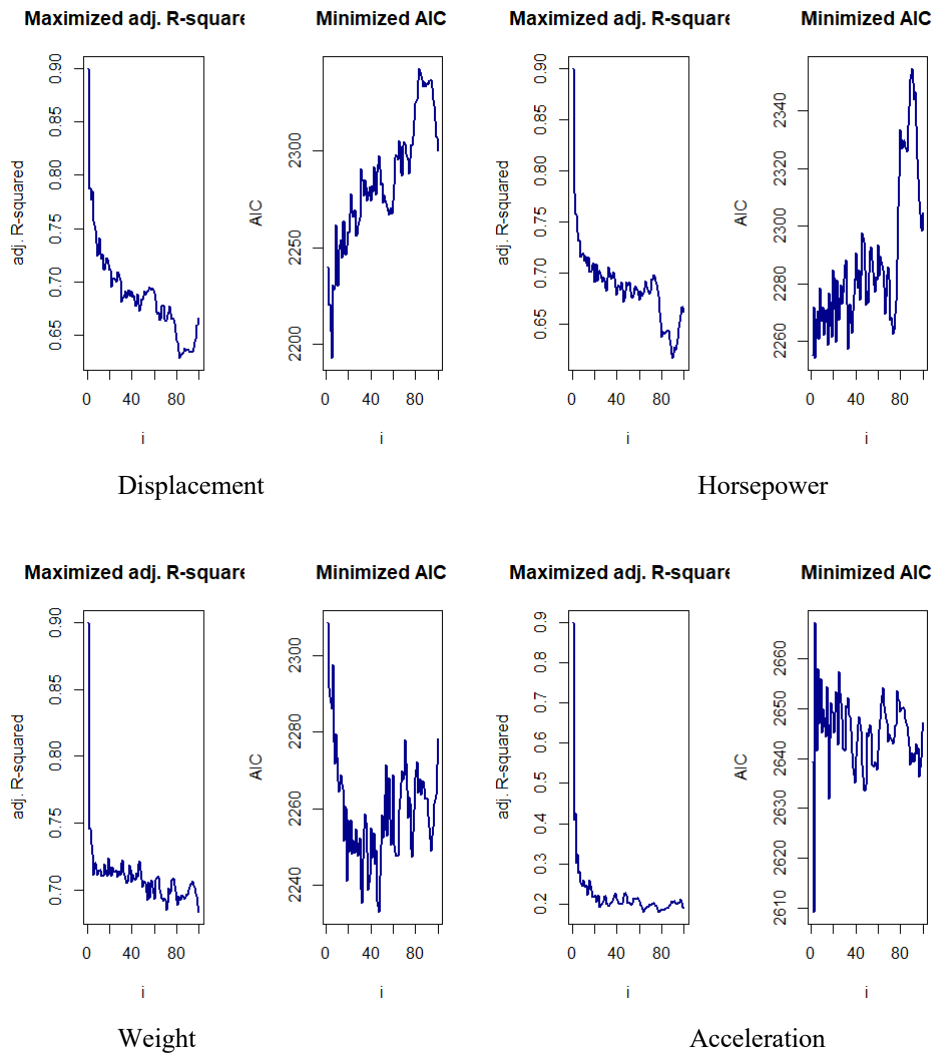 Maximized adj. R-square
Minimized AIC
Maximized adj. R-square
Minimized AIC
adj. R-squared
0.65 0.70 0.75 0.80 0.85 0.90
0 40 80
i
AIC
2200 2250 2300
0 40 80
i
adj. R-squared
0.65 0.70 0.75 0.80 0.85 0.90
0 40 80
i
AIC
2260 2280 2300 2320 2340
0 40 80
i
Displacement
Horsepower
Maximized adj. R-square
Minimized AIC
Maximized adj. R-square
Minimized AIC
adj. R-squared
0.70 0.75 0.80 0.85 0.90
0 40 80
i
AIC
2240 2260 2280 2300
0 40 80
i
adj. R-squared
0.2 0.3 0.4 0.5 0.6 0.7 0.8 0.9
0 40 80
i
AIC
2610 2620 2630 2640 2650 2660
0 40 80
i
Weight
Acceleration